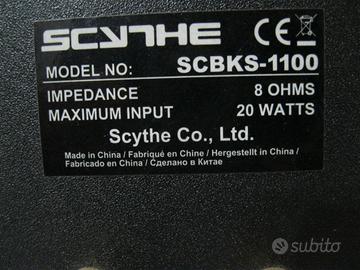 SCYTHE CE
MODEL NO: SCBKS-1100
IMPEDANCE 8 OHMS
MAXIMUM INPUT 20 WATTS
Scythe Co., Ltd.
Made in China / Fabriqué en Chine / Hergestellt in China /
Fabricado en China / Сделано в Китае
subito